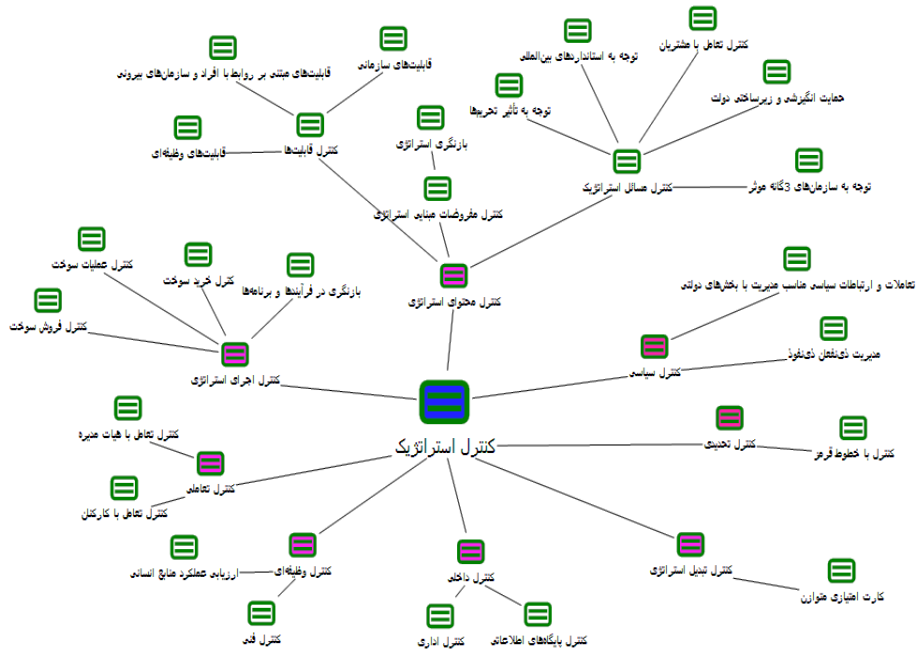 کنترل تعامل با مشتریان
توجه به استانداردهای بین‌المللی
قابلیت‌های سازمانی
قابلیت‌های مبتنی بر روابط با افراد و سازمان‌های بیرونی
حمایت انگیزشی و زیرساختی دولت
توجه به تأثیر تحریم‌ها
بازنگری استراتژی
کنترل قابلیت‌ها
قابلیت‌های وظیفه‌ای
توجه به سازمان‌های 3گانه موثر
کنترل مسائل استراتژیک
کنترل مفروضات مبنایی استراتژی
کنترل عملیات سوخت
کنرل خرید سوخت
بازنگری در فرآیندها و برنامه‌ها
تعاملات و ارتباطات سیاسی مناسب مدیریت با بخش‌های دولتی
کنترل محتوای استراتژی
کنترل فروش سوخت
مدیریت ذی‌نفعان ذی‌نفوذ
کنترل سیاسی
کنترل اجرای استراتژی
کنترل تعامل با هیات مدیره
کنترل استراتژیک
کنترل تحدیدی
کنترل با خطوط قرمز
کنترل تعاملی
کنترل تعامل با کارکنان
کنترل وظیفه‌ای
ارزیابی عملکرد منابع انسانی
کنترل داخلی
کنترل تبدیل استراتژی
کارت امتیازی متوازن
کنترل فنی
کنترل اداری
کنترل پایگاه‌های اطلاعاتی